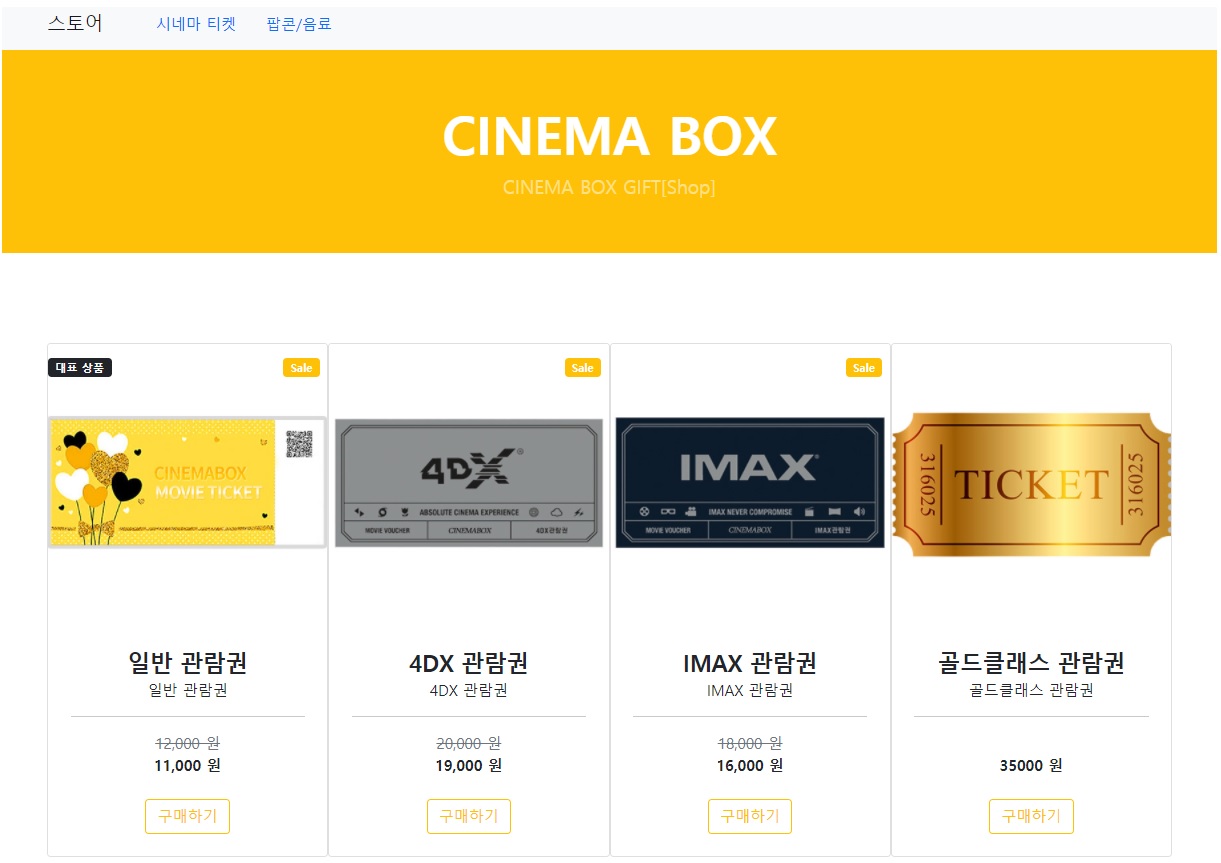 스토어 시네마 티켓 팝콘/음료
CINEMA BOX
CINEMA BOX GIFT[Shop]
대표 상품 Sale
Sale
Sale
CINEMABOX
MOVIE TICKET
4DX®
ABSOLUTE CINEMA EXPERIENCE
MOVIE VOUCHER CINEMABOX 4DX관람권
IMAX®
IMAX NEVER COMPROMISE
MOVIE VOUCHER CINEMABOX IMAX관람권
316025 TICKET 316025
일반 관람권
일반 관람권
12,000 원
11,000 원
구매하기
4DX 관람권
4DX 관람권
20,000 원
19,000 원
구매하기
IMAX 관람권
IMAX 관람권
18,000 원
16,000 원
구매하기
골드클래스 관람권
골드클래스 관람권
35000 원
구매하기